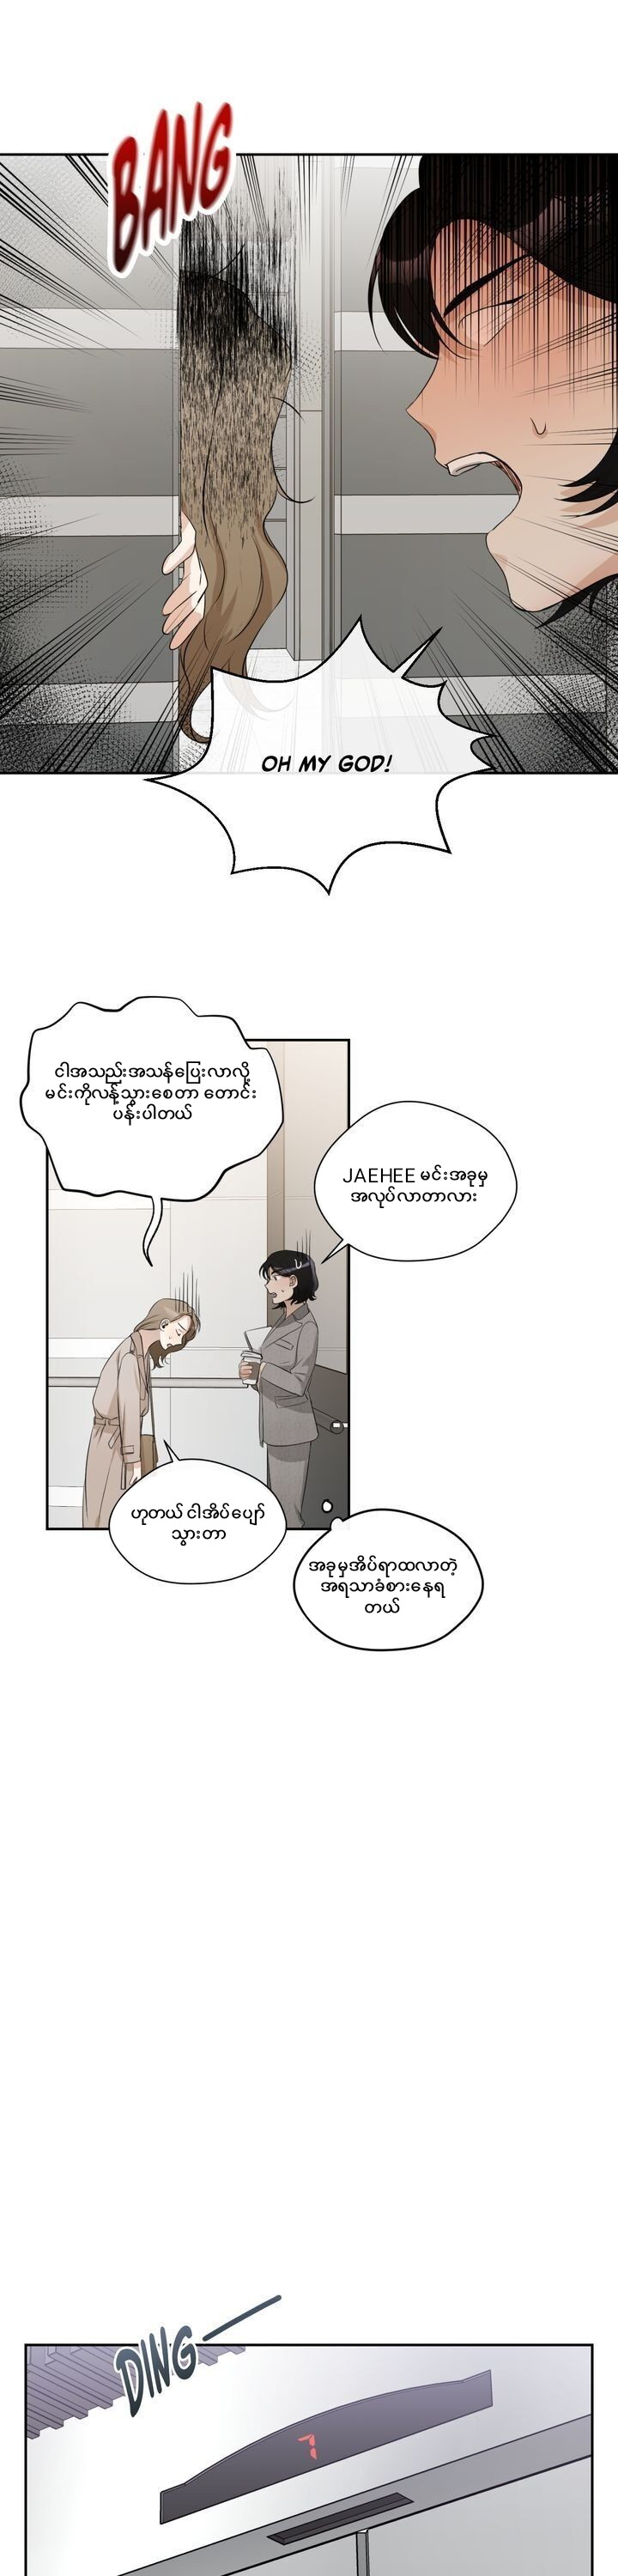 BANG
OH MY GOD!
ငါအသည်းအသန်ပြေးလာလို့
မင်းကိုလန့်သွားစေတာ တောင်း
ပန်းပါတယ်
JAEHEE မင်းအခုမှ
အလုပ်လာတာလား
ဟုတယ် ငါအိပ်ပျော်
သွားတာ
အခုမှအိပ်ရာထလာတဲ့
အရသာခံစားနေရ
တယ်
DING
7